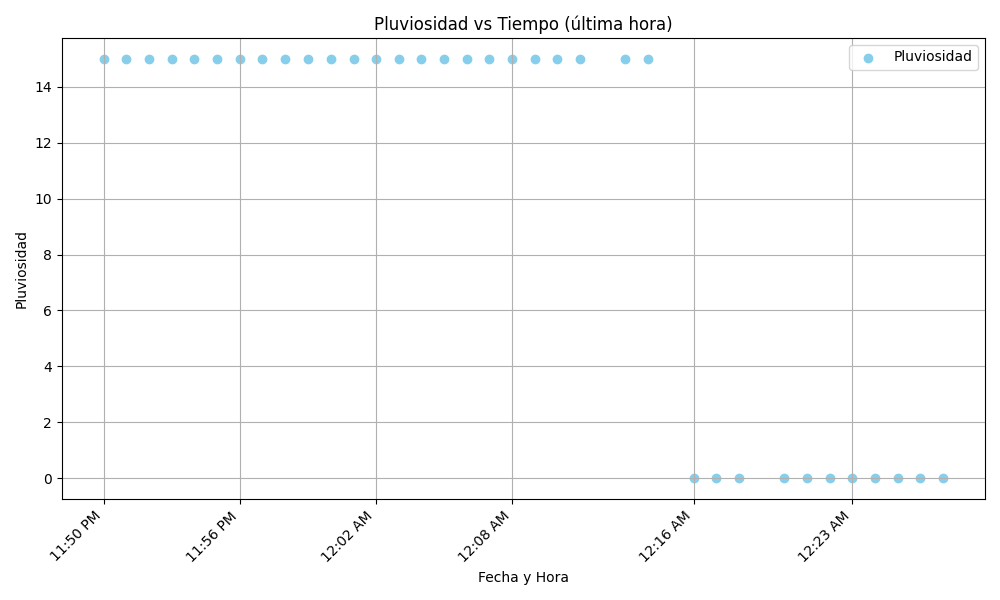 Pluviosidad vs Tiempo (última hora)
Pluviosidad
14
12
10
8
6
4
2
0
Pluviosidad
11:50 PM
11:56 PM
12:02 AM
12:08 AM
12:16 AM
12:23 AM
Fecha y Hora